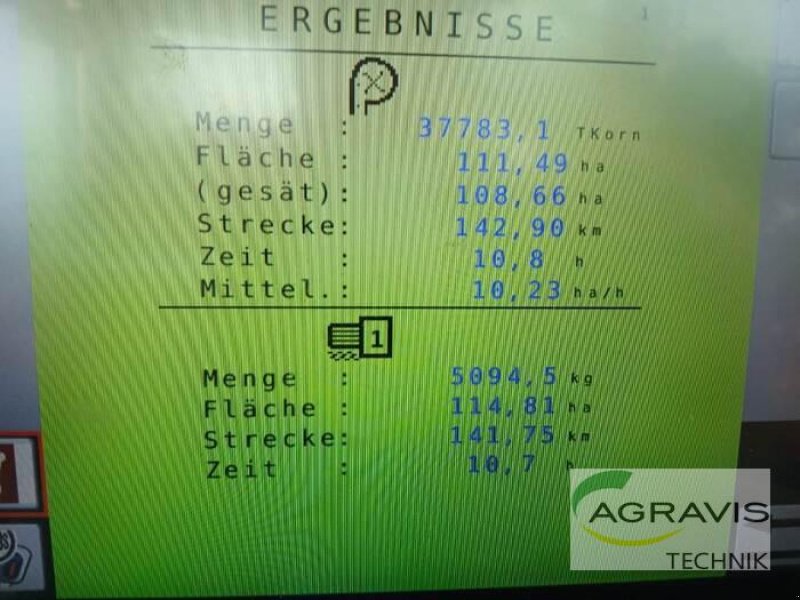 ERGEBNISSE 1
Menge : 37783,1 TKorn
Fläche : 111,49 ha
(gesät): 108,66 ha
Strecke: 142,90 km
Zeit : 10,8 h
Mittel.: 10,23 ha/h
1
Menge : 5094,5 kg
Fläche : 114,81 ha
Strecke: 141,75 km
Zeit : 10,7 h
AGRAVIS
TECHNIK